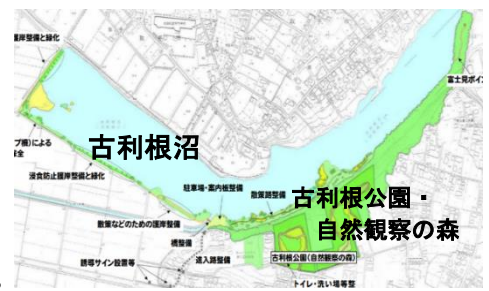 護岸整備と緑化
富士見ポイン
古利根沼
プ柵)による
保全
浸食防止護岸整備と緑化
駐車場・案内板整備
散策路整備
古利根公園・
自然観察の森
散策などのための護岸整備
橋整備
進入路整備
誘導サイン設置等
古利根公園(自然観察の森)
トイレ・洗い場等整